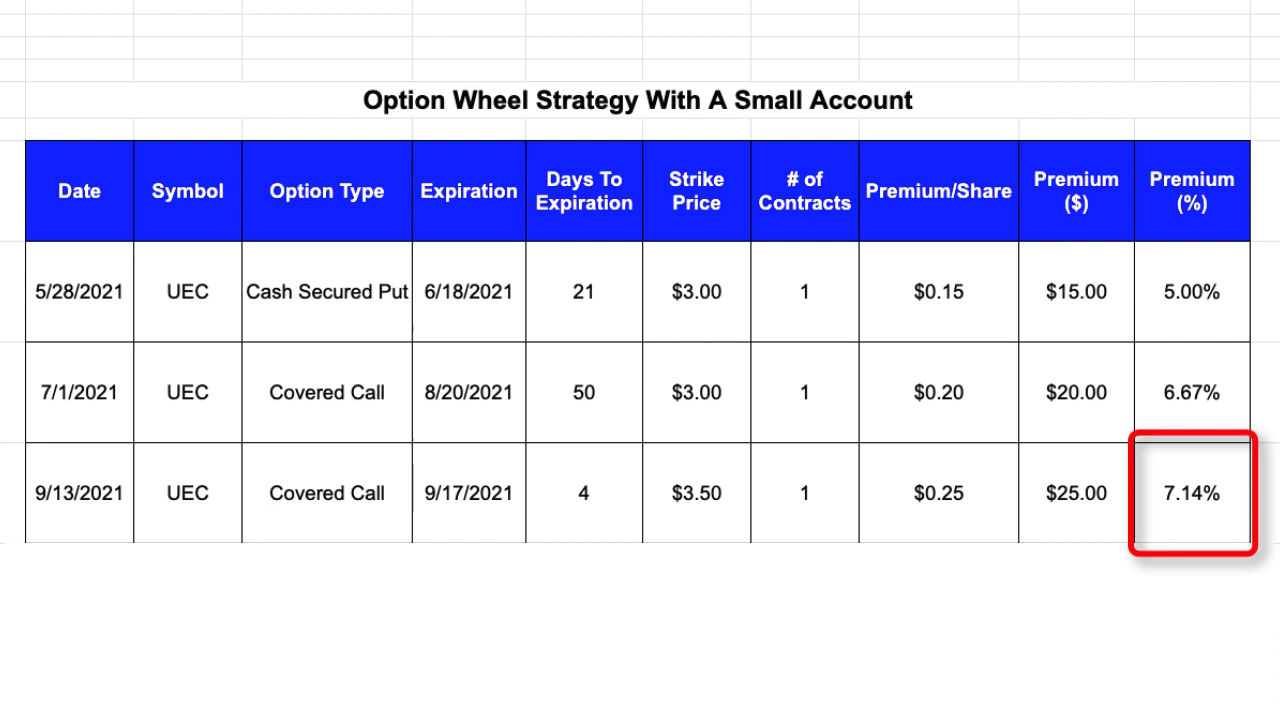 Option Wheel Strategy With A Small Account
Date Symbol Option Type Expiration Days To Expiration Strike Price # of Contracts Premium/Share Premium ($) Premium (%)
5/28/2021 UEC Cash Secured Put 6/18/2021 21 $3.00 1 $0.15 $15.00 5.00%
7/1/2021 UEC Covered Call 8/20/2021 50 $3.00 1 $0.20 $20.00 6.67%
9/13/2021 UEC Covered Call 9/17/2021 4 $3.50 1 $0.25 $25.00 7.14%